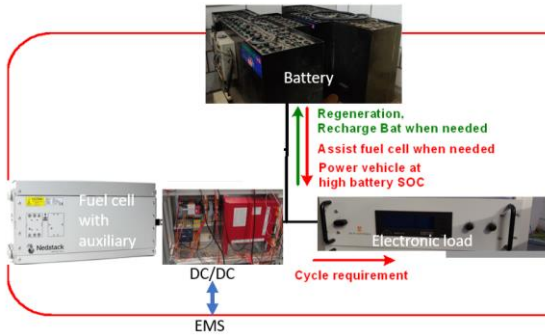 Battery
Regeneration,
Recharge Bat when needed
Assist fuel cell when needed
Power vehicle at
high battery SOC
Fuel cell
with
auxiliary
Nedstack
Electronic load
DC/DC
Cycle requirement
EMS